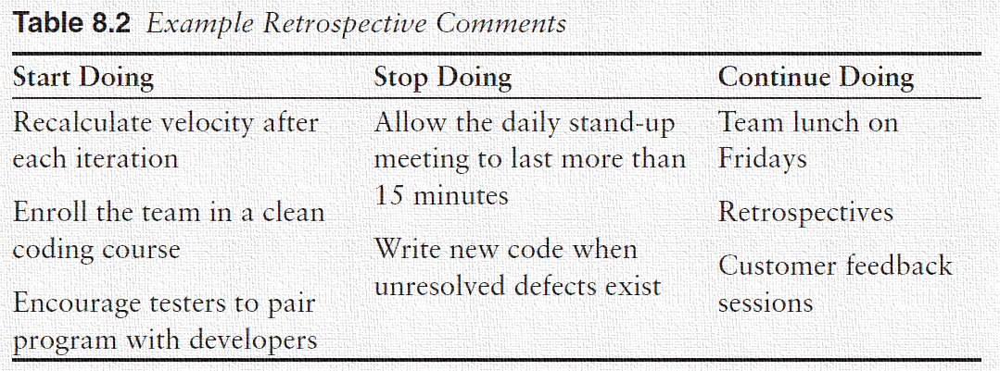 Table 8.2 Example Retrospective Comments
Start Doing
Recalculate velocity after
each iteration
Enroll the team in a clean
coding course
Encourage testers to pair
program with developers
Stop Doing
Allow the daily stand-up
meeting to last more than
15 minutes
Write new code when
unresolved defects exist
Continue Doing
Team lunch on
Fridays
Retrospectives
Customer feedback
sessions